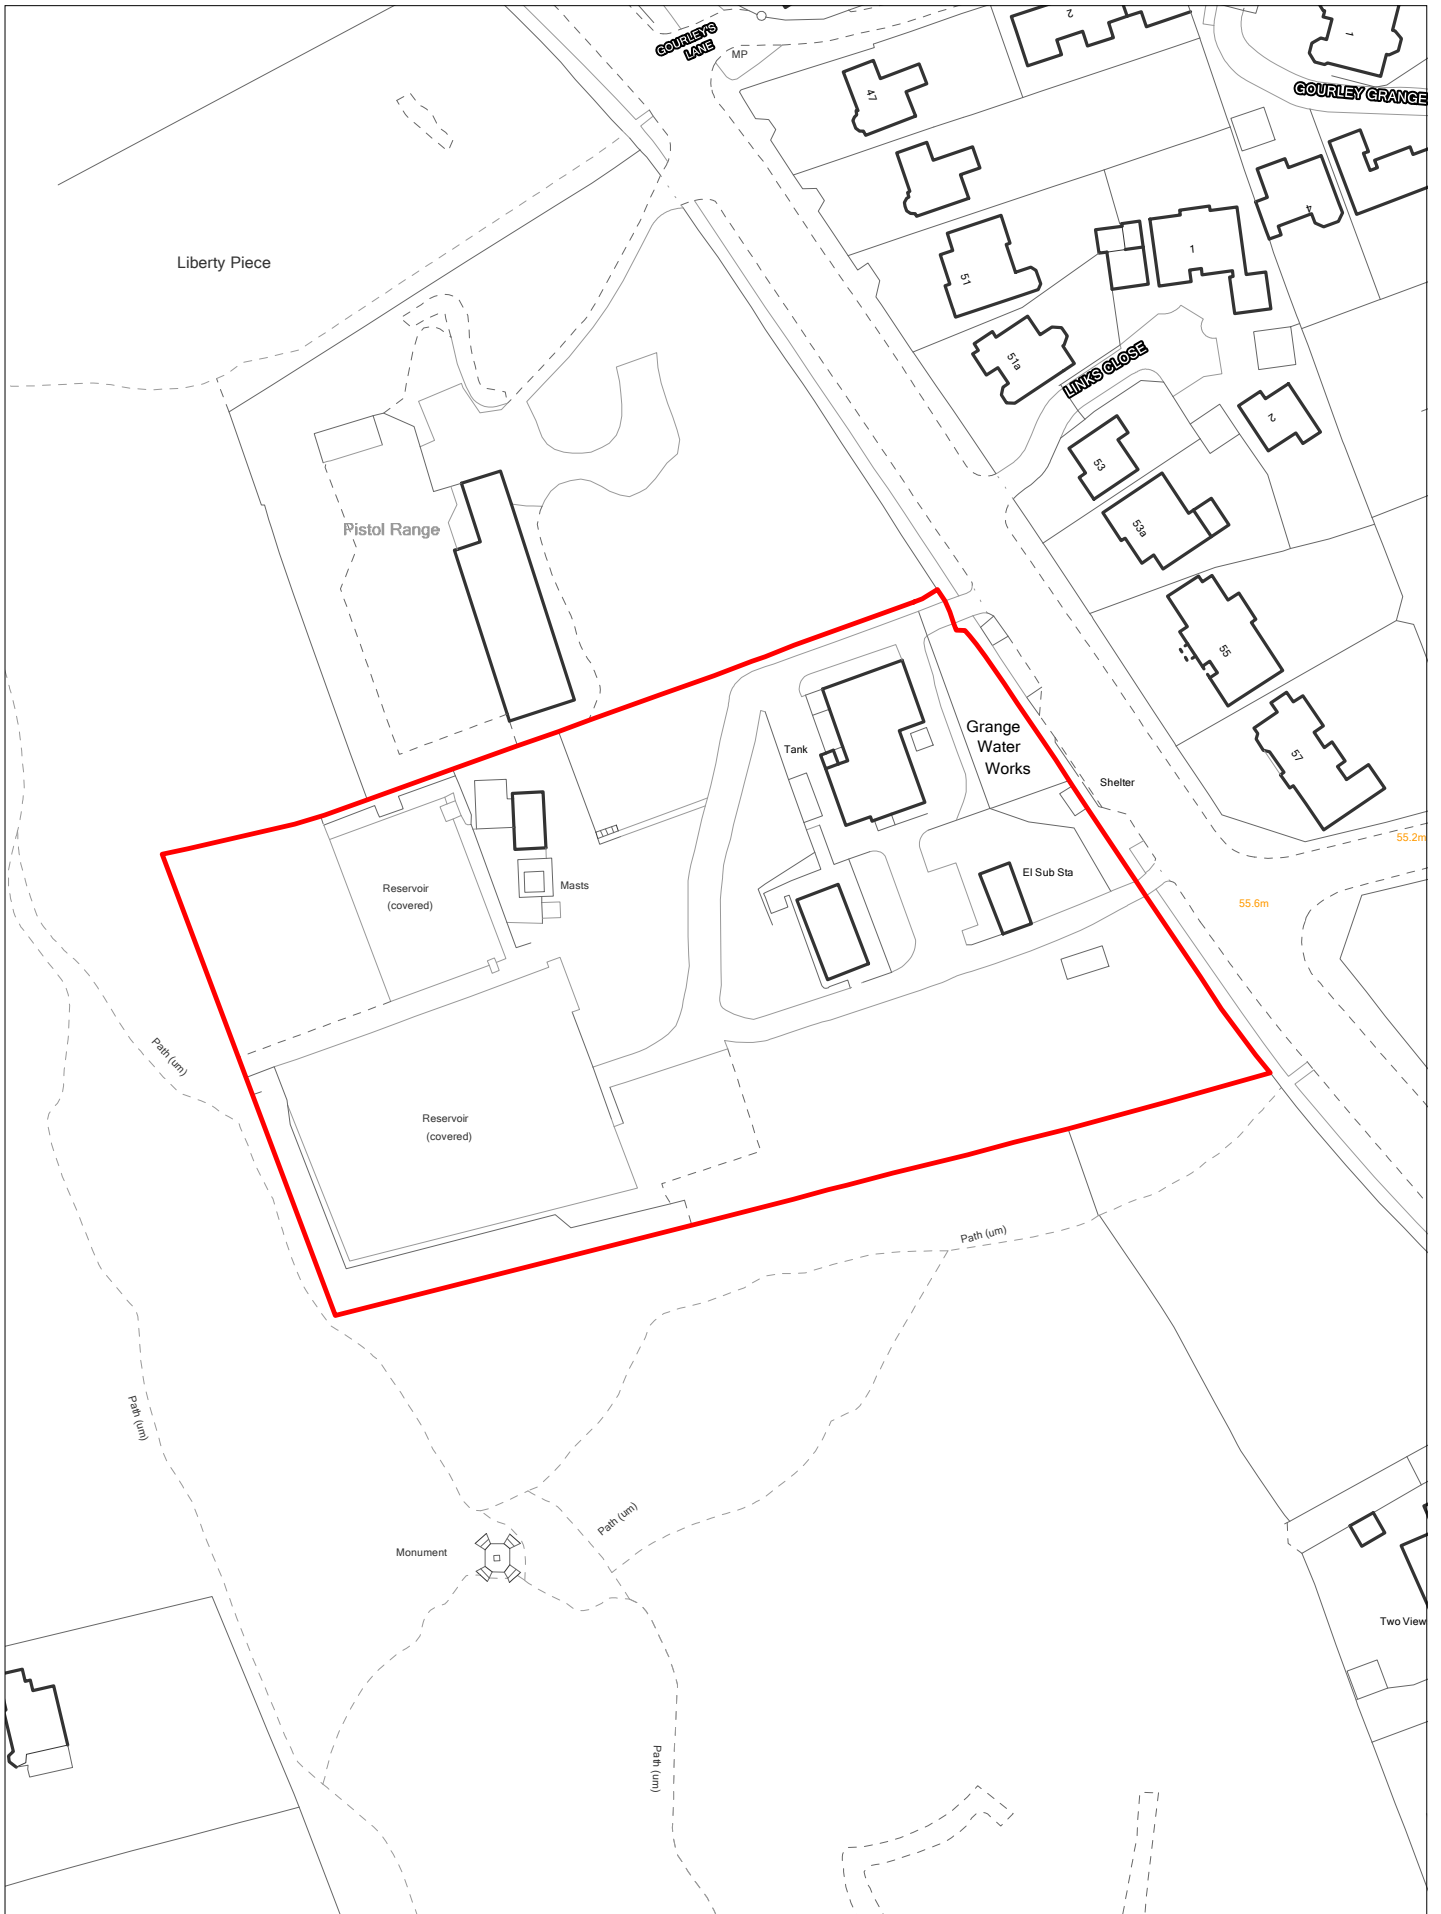 GOURLEY'S
LANE
MP
2
1
GOURLEY GRANGE
47
4
Liberty Piece
51
1
51a
LINKS CLOSE
2
53
Pistol Range
53a
55
Grange
Water
Works
57
Tank
Shelter
55.2m
El Sub Sta
Masts
Reservoir
(covered)
55.6m
Path (um)
Reservoir
(covered)
Path (um)
Path (um)
Path (um)
Monument
Two View
Path (um)